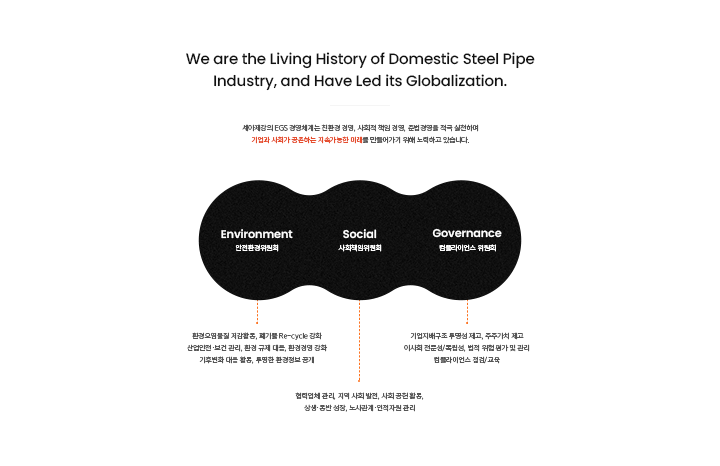 We are the Living History of Domestic Steel Pipe
Industry, and Have Led its Globalization.
세아제강의 EGS 경영체계는 친환경 경영, 사회적 책임 경영, 준법경영을 적극 실천하며
기업과 사회가 공존하는 지속가능한 미래를 만들어가기 위해 노력하고 있습니다.
Environment
안전환경위원회
Social
사회책임위원회
Governance
컴플라이언스 위원회
환경오염물질 저감활동, 폐기물 Re-cycle 강화
산업안전·보건 관리, 환경 규제 대응, 환경경영 강화
기후변화 대응 활동, 투명한 환경정보 공개
기업지배구조 투명성 제고, 주주가치 제고
이사회 전문성/독립성, 법적 위험 평가 및 관리
컴플라이언스 점검/교육
협력업체 관리, 지역 사회 발전, 사회 공헌 활동,
상생·동반 성장, 노사관계·인적자원 관리